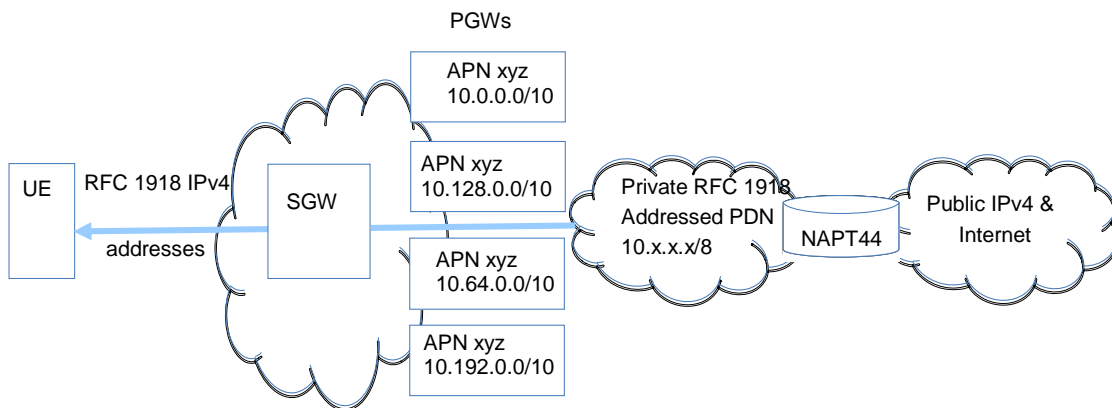 PGWs
APN xyz
10.0.0.0/10
UE
RFC 1918 IPv4
addresses
SGW
APN xyz
10.128.0.0/10
APN xyz
10.64.0.0/10
APN xyz
10.192.0.0/10
Private RFC 1918
Addressed PDN
10.x.x.x/8
NAPT44
Public IPv4 &
Internet